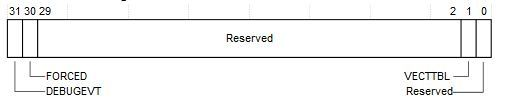 31 30 29 2 1 0
Reserved
FORCED VECTTBL
DEBUGEVT Reserved